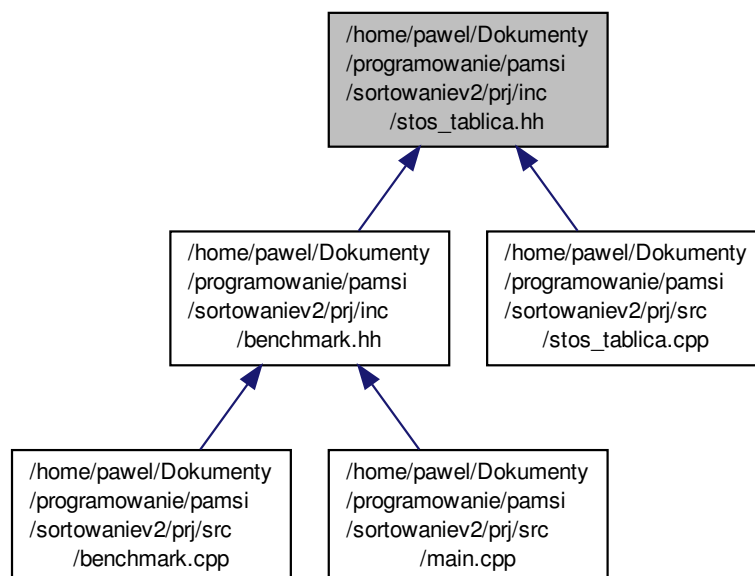 /home/pawel/Dokumenty
/programowanie/pamsi
/sortowaniev2/prj/inc
/stos_tablica.hh
/home/pawel/Dokumenty
/programowanie/pamsi
/sortowaniev2/prj/inc
/benchmark.hh
/home/pawel/Dokumenty
/programowanie/pamsi
/sortowaniev2/prj/src
/stos_tablica.cpp
/home/pawel/Dokumenty
/programowanie/pamsi
/sortowaniev2/prj/src
/benchmark.cpp
/home/pawel/Dokumenty
/programowanie/pamsi
/sortowaniev2/prj/src
/main.cpp